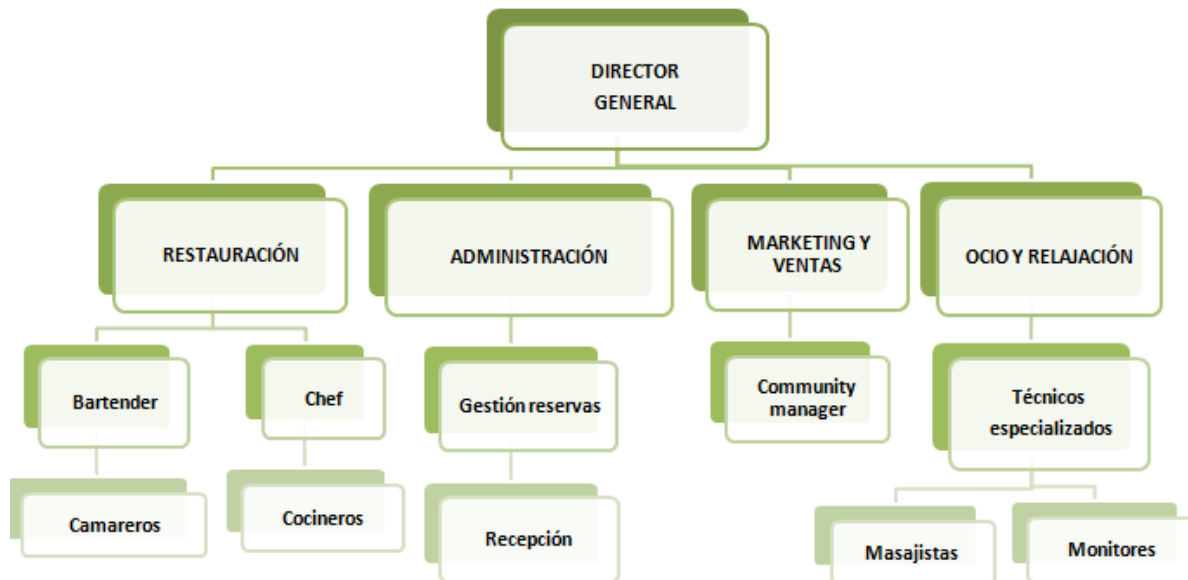 DIRECTOR
GENERAL
RESTAURACIÓN
ADMINISTRACIÓN
MARKETING Y
VENTAS
OCIO Y RELAJACIÓN
Bartender
Chef
Gestión reservas
Community
manager
Técnicos
especializados
Camareros
Cocineros
Recepción
Masajistas
Monitores